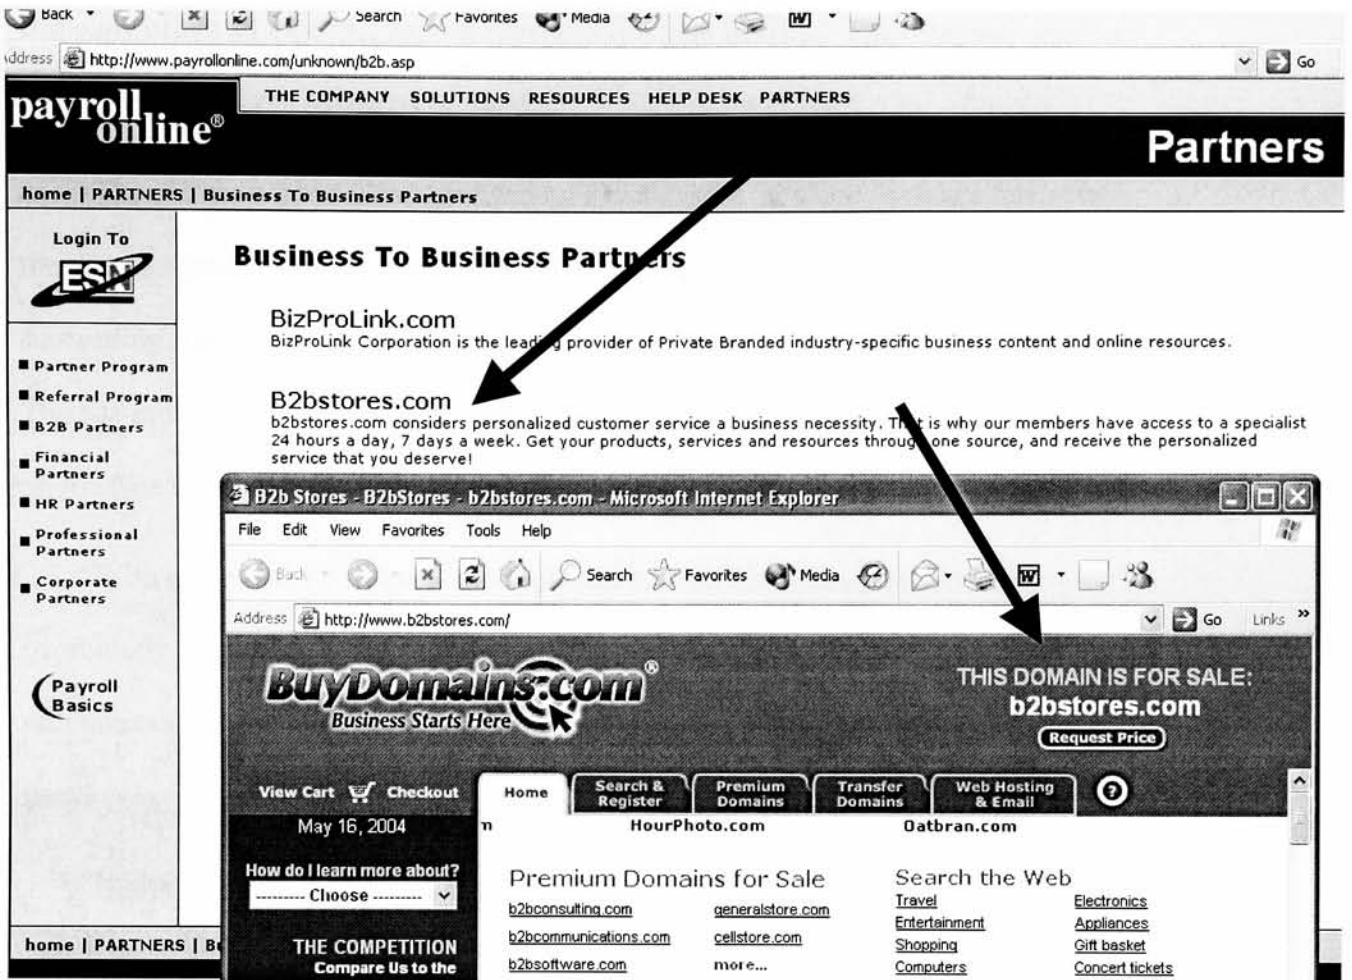 Back Search Favorites Media
Address http://www.payrollonline.com/unknown/b2b.asp Go
payroll online®
THE COMPANY SOLUTIONS RESOURCES HELP DESK PARTNERS
Partners
home | PARTNERS | Business To Business Partners
Login To
ESN
Partner Program
Referral Program
B2B Partners
Financial
Partners
HR Partners
Professional
Partners
Corporate
Partners
Payroll
Basics
Business To Business Partners
BizProLink.com
BizProLink Corporation is the leading provider of Private Branded industry-specific business content and online resources.
B2bstores.com
b2bstores.com considers personalized customer service a business necessity. That is why our members have access to a specialist
24 hours a day, 7 days a week. Get your products, services and resources through one source, and receive the personalized
service that you deserve!
B2b Stores - B2bStores - b2bstores.com - Microsoft Internet Explorer
File Edit View Favorites Tools Help
Back Search Favorites Media
Address http://www.b2bstores.com/ Go Links »
BuyDomains.com®
Business Starts Here
THIS DOMAIN IS FOR SALE:
b2bstores.com
Request Price
View Cart Checkout
Home
Search &
Register
Premium
Domains
Transfer
Domains
Web Hosting
& Email
?
May 16, 2004
HourPhoto.com Oatbran.com
How do I learn more about?
--------- Choose ---------
THE COMPETITION
Compare Us to the
Premium Domains for Sale
b2bconsulting.com generalstore.com
b2bcommunications.com cellstore.com
b2bsoftware.com more...
Search the Web
Travel Electronics
Entertainment Appliances
Shopping Gift basket
Computers Concert tickets
home | PARTNERS |